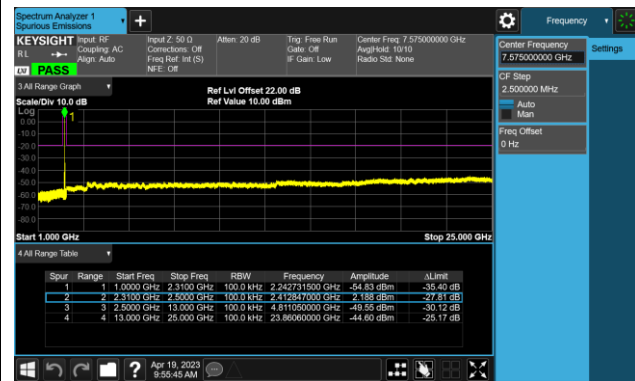 Spectrum Analyzer 1
Spurious Emissions
Frequency
KEYSIGHT Input: RF Input Z: 50 Ω Atten: 20 dB Trig: Free Run Center Freq: 7.575000000 GHz
RL Coupling: AC Corrections: Off Gate: Off Avg|Hold: 10/10
Align: Auto Freq Ref: Int (S) IF Gain: Low Radio Std: None
NFE: Off
LXI PASS
Center Frequency
7.575000000 GHz
Settings
CF Step
2.500000 MHz
Auto
Man
Freq Offset
0 Hz
3 All Range Graph
Ref Lvl Offset 22.00 dB
Scale/Div 10.0 dB Ref Value 10.00 dBm
Log
1
0.00
-10.0
-20.0
-30.0
-40.0
-50.0
-60.0
-70.0
-80.0
Start 1.000 GHz Stop 25.000 GHz
4 All Range Table
Spur Range Start Freq Stop Freq RBW Frequency Amplitude ΔLimit
1 1 1.0000 GHz 2.3100 GHz 100.0 kHz 2.242731500 GHz -54.83 dBm -35.40 dB
2 2 2.3100 GHz 2.5000 GHz 100.0 kHz 2.412847000 GHz 2.188 dBm -27.81 dB
3 3 2.5000 GHz 13.000 GHz 100.0 kHz 4.811050000 GHz -49.55 dBm -30.12 dB
4 4 13.000 GHz 25.000 GHz 100.0 kHz 23.86060000 GHz -44.60 dBm -25.17 dB
Apr 19, 2023
9:55:45 AM